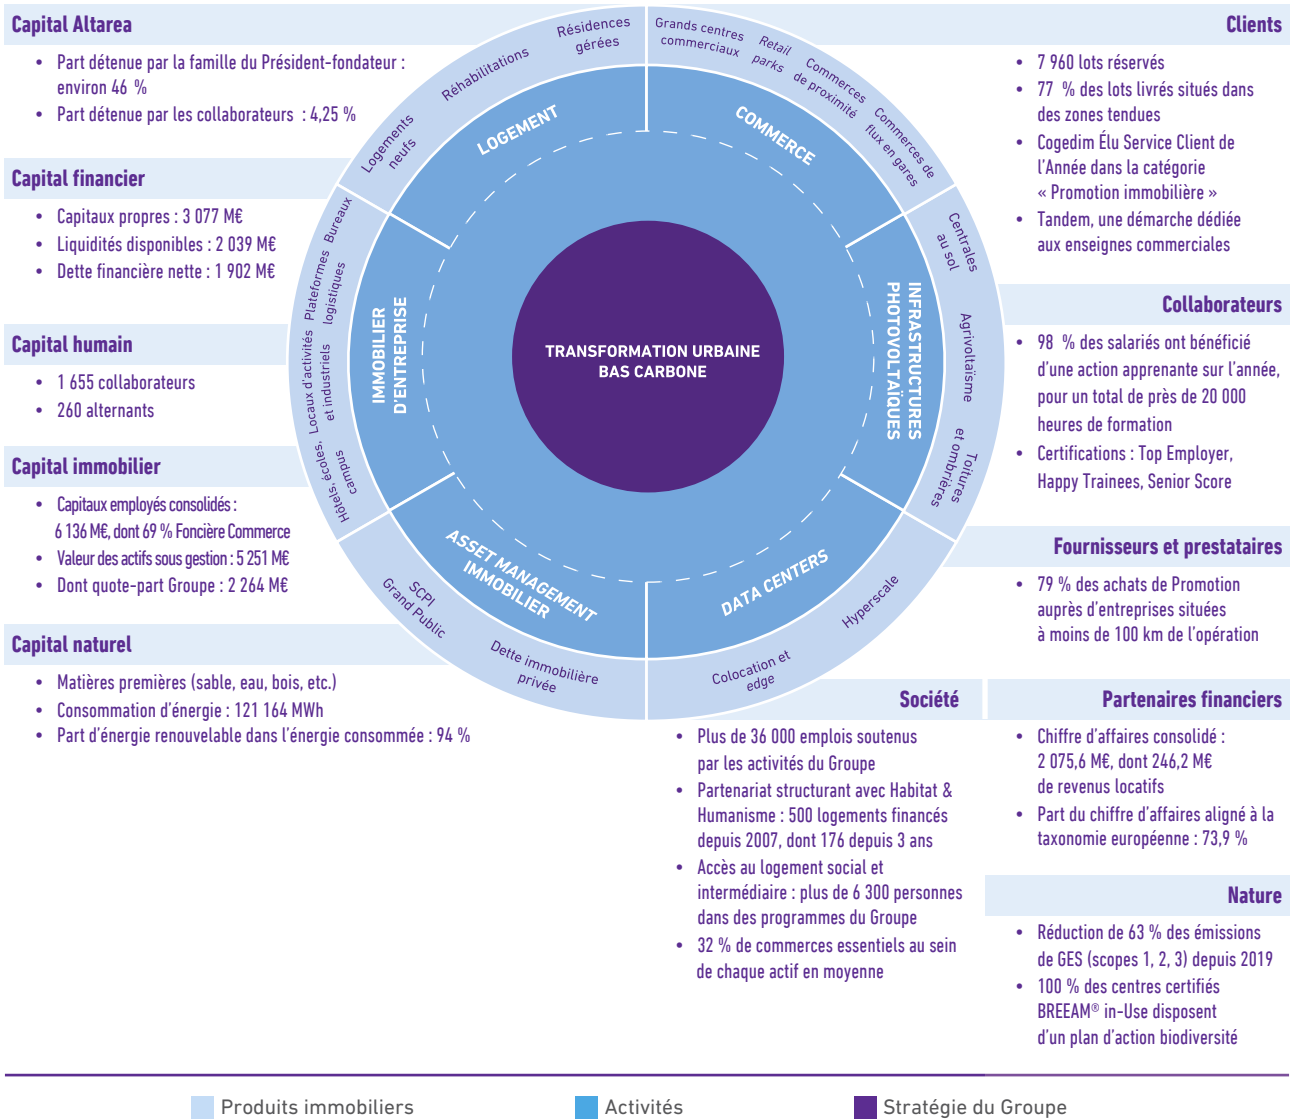 Capital Altarea
• Part détenue par la famille du Président-fondateur :
environ 46 %
• Part détenue par les collaborateurs : 4,25 %
Capital financier
• Capitaux propres : 3 077 M€
• Liquidités disponibles : 2 039 M€
• Dette financière nette : 1 902 M€
Capital humain
• 1 655 collaborateurs
• 260 alternants
Capital immobilier
• Capitaux employés consolidés :
6 136 M€, dont 69 % Foncière Commerce
• Valeur des actifs sous gestion : 5 251 M€
• Dont quote-part Groupe : 2 264 M€
Capital naturel
• Matières premières (sable, eau, bois, etc.)
• Consommation d'énergie : 121 164 MWh
• Part d'énergie renouvelable dans l'énergie consommée : 94 %
TRANSFORMATION URBAINE
BAS CARBONE
LOGEMENT
Logements
neufs
Réhabilitations
Résidences
gérées
COMMERCE
Grands centres
commerciaux
Retail
parks
Commerces
de proximité
Commerces de
flux en gares
INFRASTRUCTURES
PHOTOVOLTAÏQUES
Centrales
au sol
Agrivoltaïsme
Toitures
et ombrières
DATA CENTERS
Hyperscale
Colocation et
edge
ASSET MANAGEMENT
IMMOBILIER
Dette immobilière
privée
SCPI
Grand Public
IMMOBILIER
D'ENTREPRISE
Hôtels, écoles,
campus
Locaux d'activités
et industriels
Plateformes
logistiques
Bureaux
Clients
• 7 960 lots réservés
• 77 % des lots livrés situés dans
des zones tendues
• Cogedim Élu Service Client de
l'Année dans la catégorie
« Promotion immobilière »
• Tandem, une démarche dédiée
aux enseignes commerciales
Collaborateurs
• 98 % des salariés ont bénéficié
d'une action apprenante sur l'année,
pour un total de près de 20 000
heures de formation
• Certifications : Top Employer,
Happy Trainees, Senior Score
Fournisseurs et prestataires
• 79 % des achats de Promotion
auprès d'entreprises situées
à moins de 100 km de l'opération
Société
• Plus de 36 000 emplois soutenus
par les activités du Groupe
• Partenariat structurant avec Habitat &
Humanisme : 500 logements financés
depuis 2007, dont 176 depuis 3 ans
• Accès au logement social et
intermédiaire : plus de 6 300 personnes
dans des programmes du Groupe
• 32 % de commerces essentiels au sein
de chaque actif en moyenne
Partenaires financiers
• Chiffre d'affaires consolidé :
2 075,6 M€, dont 246,2 M€
de revenus locatifs
• Part du chiffre d'affaires aligné à la
taxonomie européenne : 73,9 %
Nature
• Réduction de 63 % des émissions
de GES (scopes 1, 2, 3) depuis 2019
• 100 % des centres certifiés
BREEAM® in-Use disposent
d'un plan d'action biodiversité
Produits immobiliers
Activités
Stratégie du Groupe